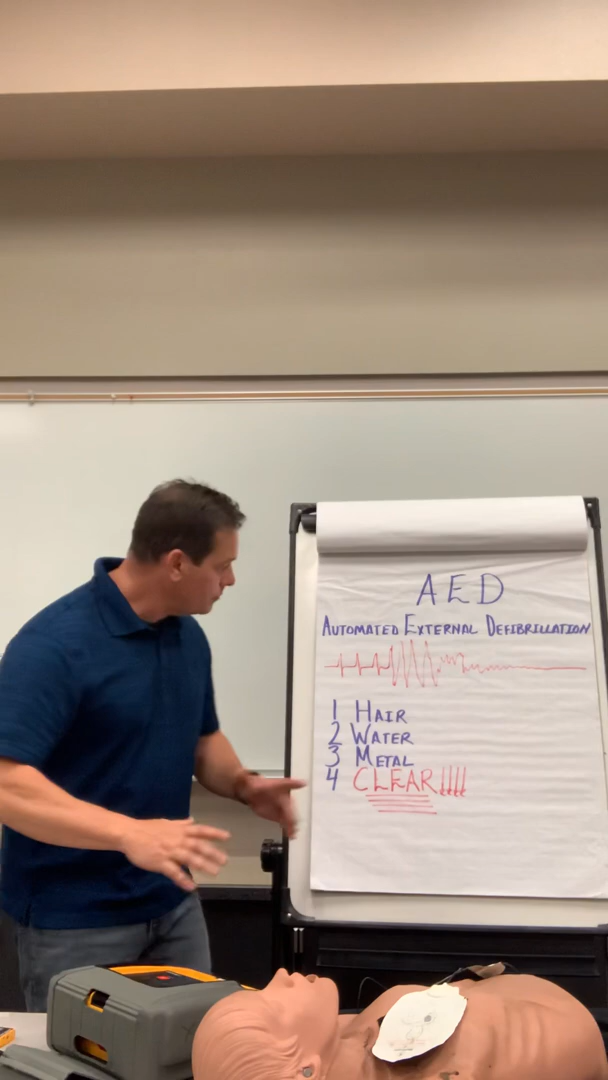 AED
AUTOMATED EXTERNAL DEFIBRILLATION
1 HAIR
2 WATER
3 METAL
4 CLEAR!!!!